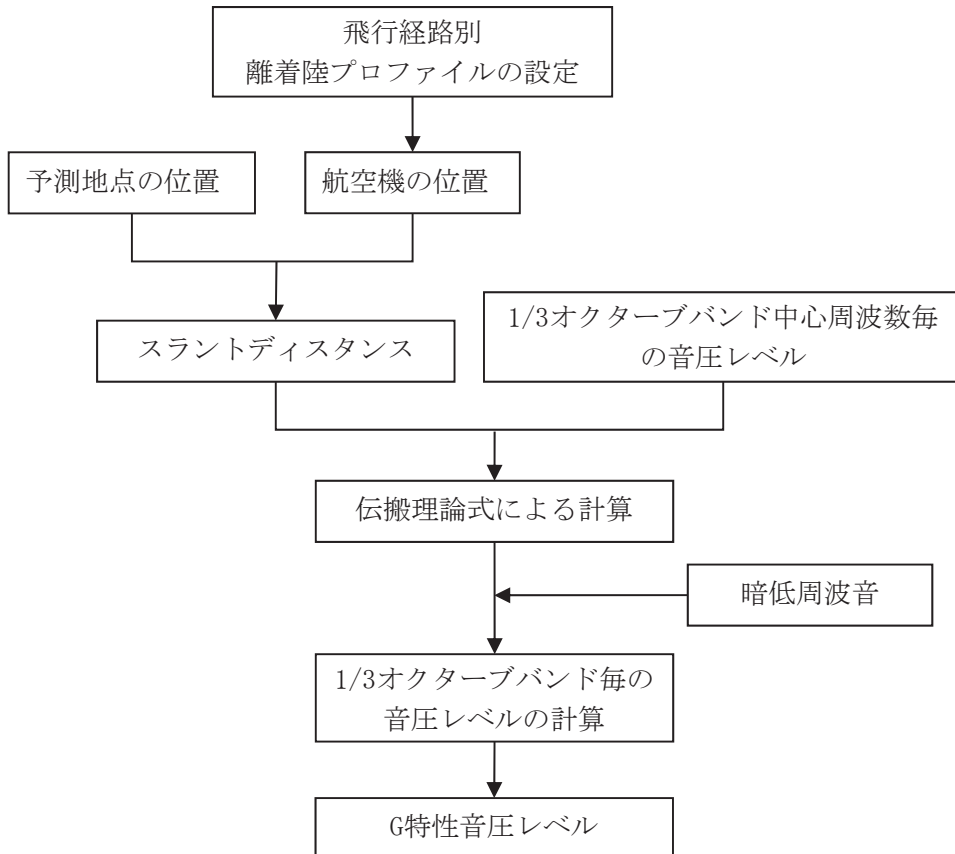 飛行経路別
離着陸プロファイルの設定
予測地点の位置
航空機の位置
スラントディスタンス
1/3オクターブバンド中心周波数毎
の音圧レベル
伝搬理論式による計算
暗低周波音
1/3オクターブバンド毎の
音圧レベルの計算
G特性音圧レベル